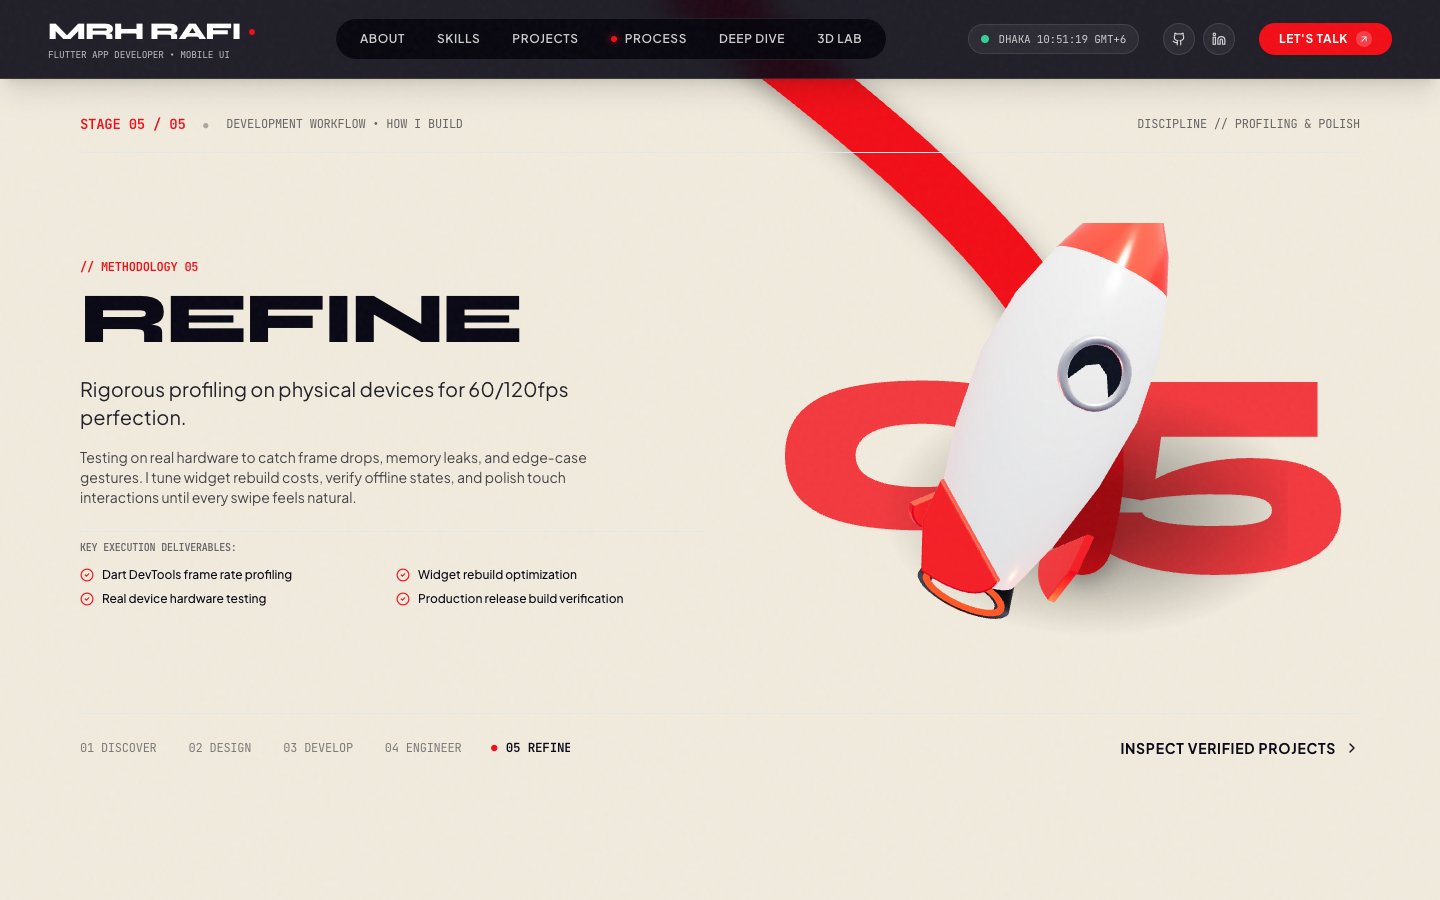 MRH RAFI
FLUTTER APP DEVELOPER • MOBILE UI
ABOUT
SKILLS
PROJECTS
PROCESS
DEEP DIVE
3D LAB
DHAKA 10:51:19 GMT+6
LET'S TALK
STAGE 05 / 05
DEVELOPMENT WORKFLOW • HOW I BUILD
DISCIPLINE // PROFILING & POLISH
// METHODOLOGY 05
REFINE
Rigorous profiling on physical devices for 60/120fps
perfection.
Testing on real hardware to catch frame drops, memory leaks, and edge-case
gestures. I tune widget rebuild costs, verify offline states, and polish touch
interactions until every swipe feels natural.
KEY EXECUTION DELIVERABLES:
Dart DevTools frame rate profiling
Widget rebuild optimization
Real device hardware testing
Production release build verification
05
01 DISCOVER
02 DESIGN
03 DEVELOP
04 ENGINEER
05 REFINE
INSPECT VERIFIED PROJECTS